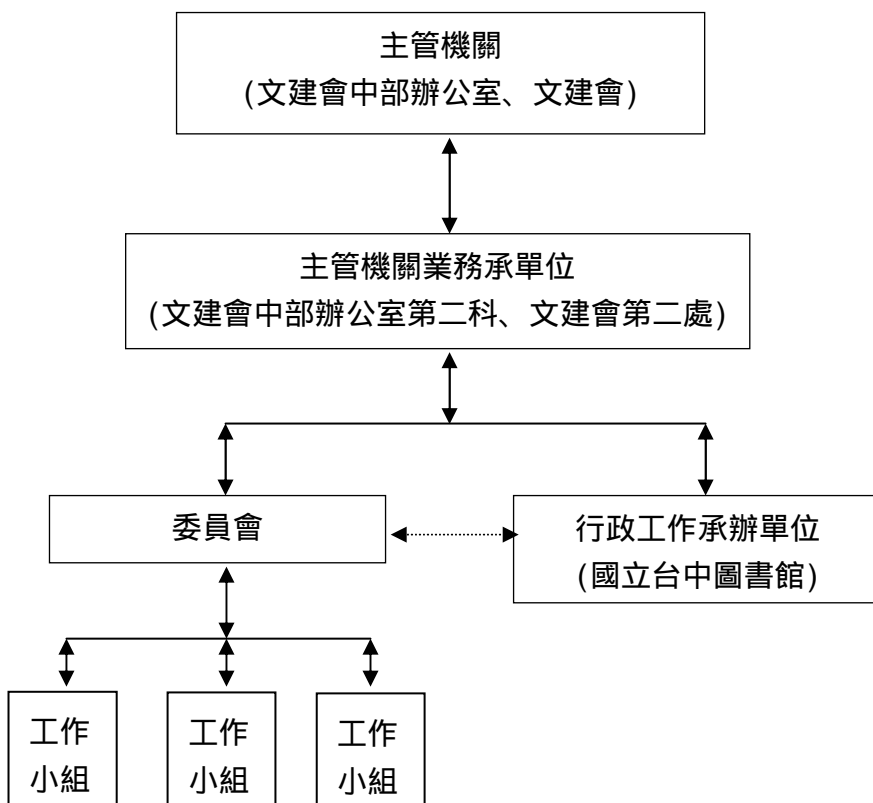 主管機關
(文建會中部辦公室、文建會)
主管機關業務承單位
(文建會中部辦公室第二科、文建會第二處)
委員會
行政工作承辦單位
(國立台中圖書館)
工作
小組
工作
小組
工作
小組